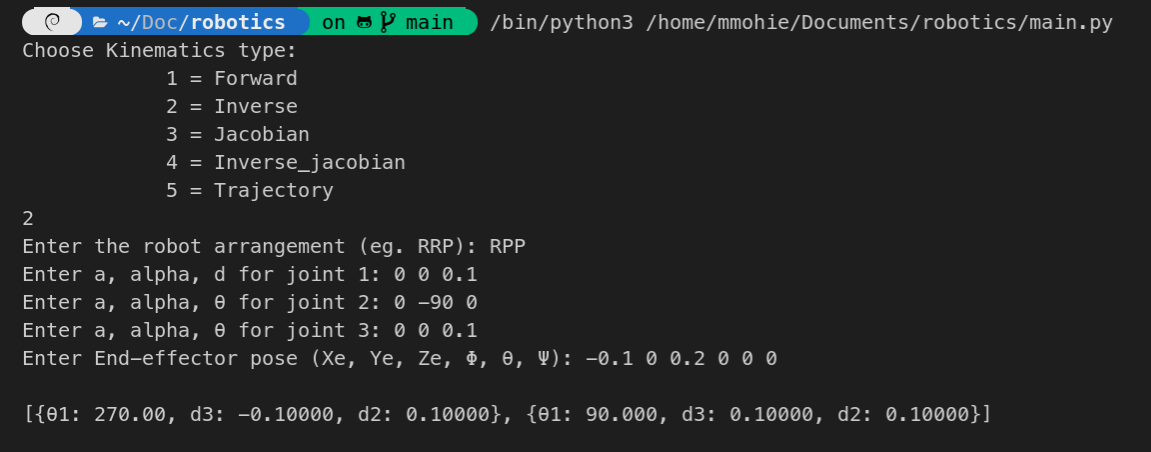 ~/Doc/robotics on main /bin/python3 /home/mmohie/Documents/robotics/main.py
Choose Kinematics type:
1 = Forward
2 = Inverse
3 = Jacobian
4 = Inverse_jacobian
5 = Trajectory
2
Enter the robot arrangement (eg. RRP): RPP
Enter a, alpha, d for joint 1: 0 0 0.1
Enter a, alpha, θ for joint 2: 0 -90 0
Enter a, alpha, θ for joint 3: 0 0 0.1
Enter End-effector pose (Xe, Ye, Ze, Φ, θ, Ψ): -0.1 0 0.2 0 0 0
[{θ1: 270.00, d3: -0.10000, d2: 0.10000}, {θ1: 90.000, d3: 0.10000, d2: 0.10000}]